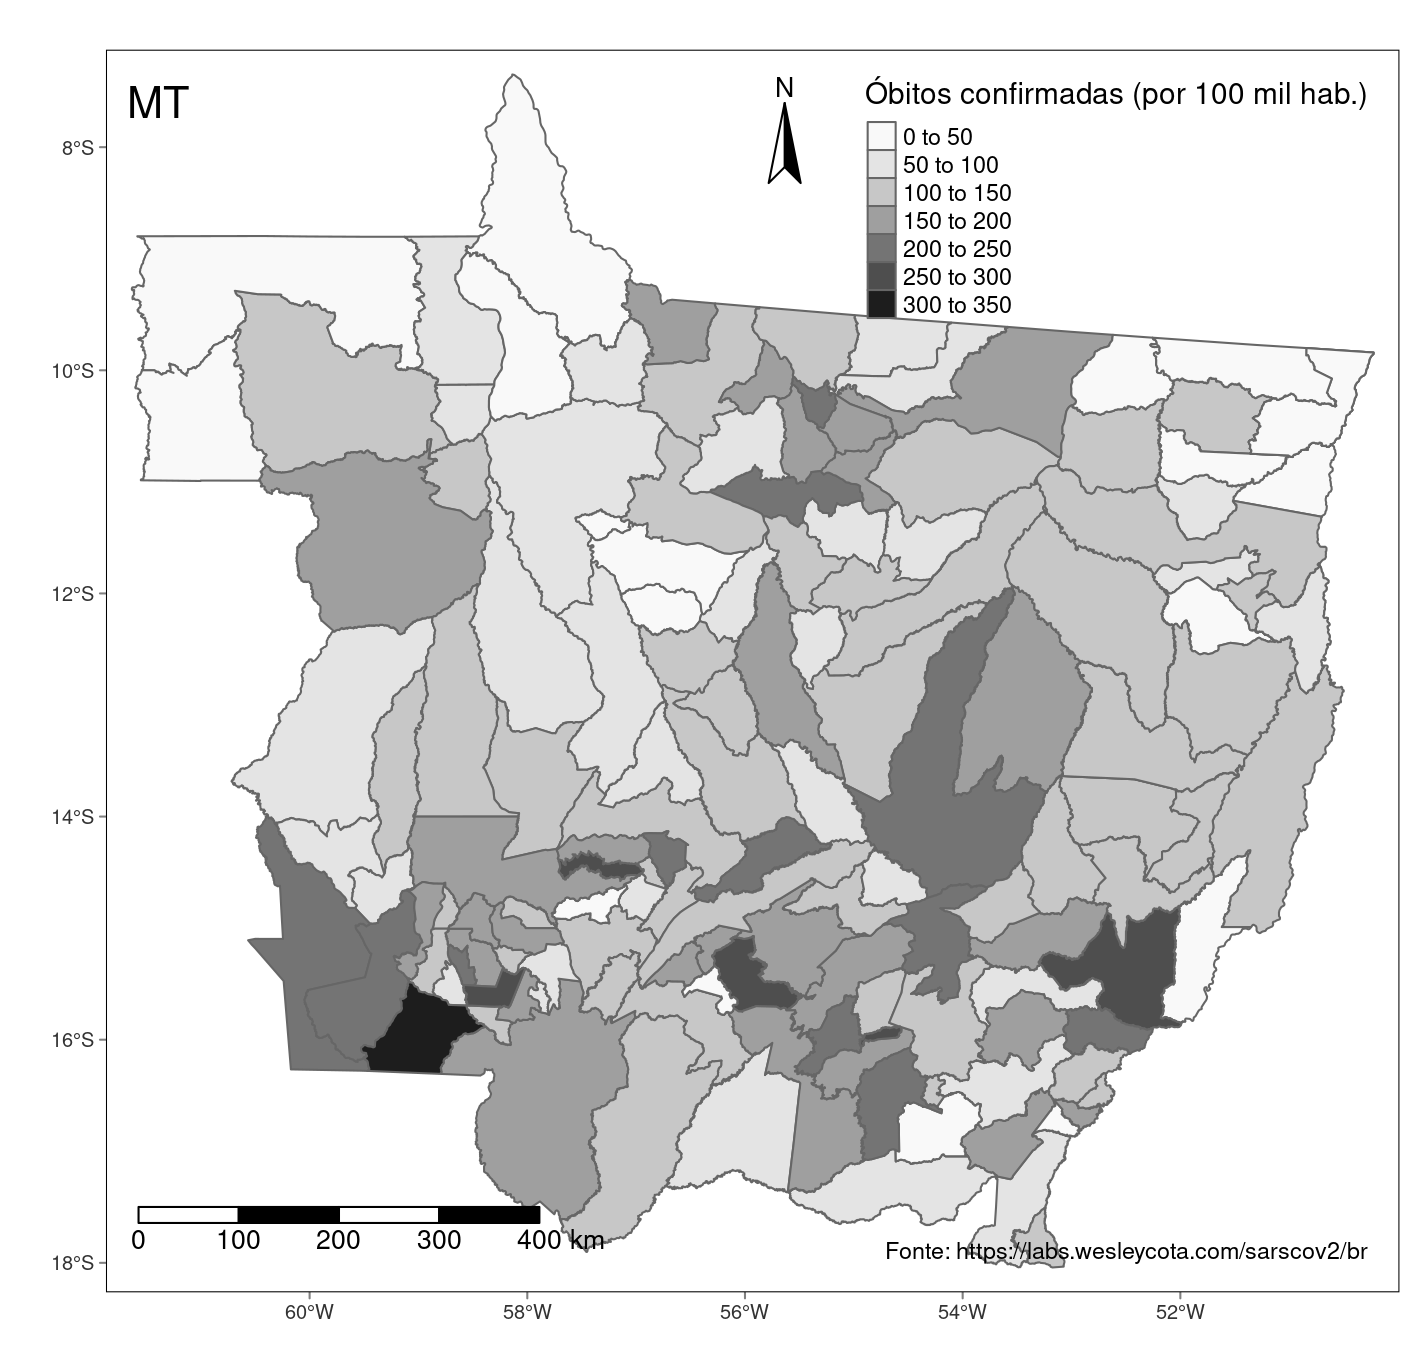 MT
N
Óbitos confirmadas (por 100 mil hab.)
0 to 50
50 to 100
100 to 150
150 to 200
200 to 250
250 to 300
300 to 350
8°S
10°S
12°S
14°S
16°S
18°S
0 100 200 300 400 km
Fonte: https://labs.wesleycota.com/sarscov2/br
60°W 58°W 56°W 54°W 52°W